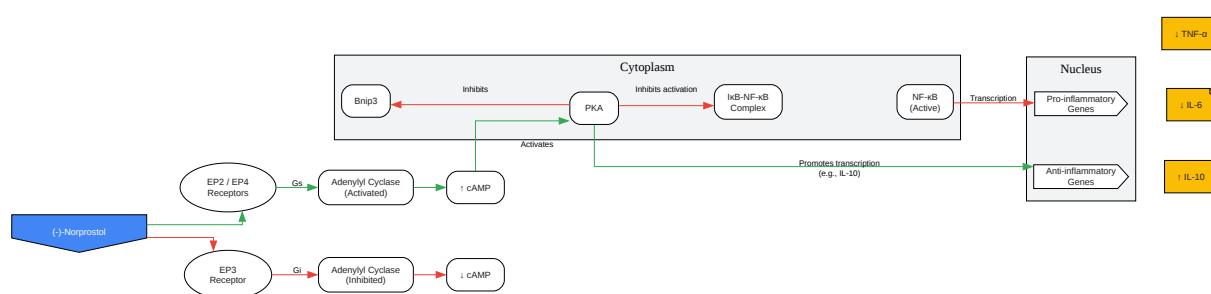 ↓ TNF-α
Cytoplasm
Nucleus
Bnip3
Inhibits
PKA
Inhibits activation
IκB-NF-κB
Complex
NF-κB
(Active)
Transcription
Pro-inflammatory
Genes
↓ IL-6
Activates
Promotes transcription
(e.g., IL-10)
Anti-inflammatory
Genes
↑ IL-10
EP2 / EP4
Receptors
Gs
Adenylyl Cyclase
(Activated)
↑ cAMP
(-)-Norprostol
EP3
Receptor
Gi
Adenylyl Cyclase
(Inhibited)
↓ cAMP